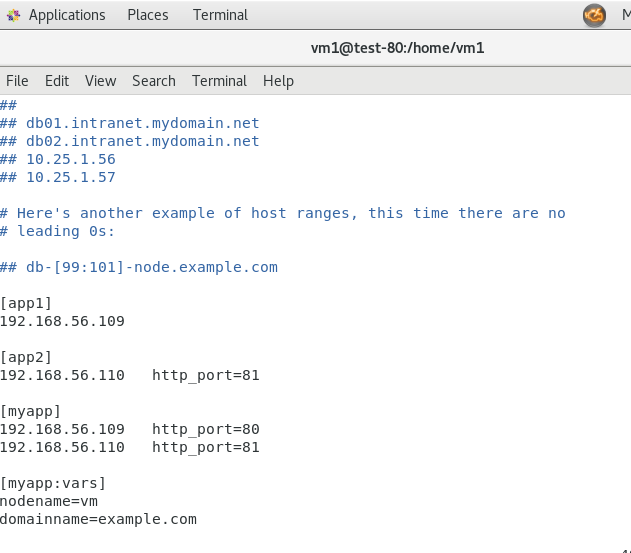 Applications Places Terminal
vm1@test-80:/home/vm1
File Edit View Search Terminal Help
##
## db01.intranet.mydomain.net
## db02.intranet.mydomain.net
## 10.25.1.56
## 10.25.1.57
# Here's another example of host ranges, this time there are no
# leading 0s:
## db-[99:101]-node.example.com
[app1]
192.168.56.109
[app2]
192.168.56.110   http_port=81
[myapp]
192.168.56.109   http_port=80
192.168.56.110   http_port=81
[myapp:vars]
nodename=vm
domainname=example.com